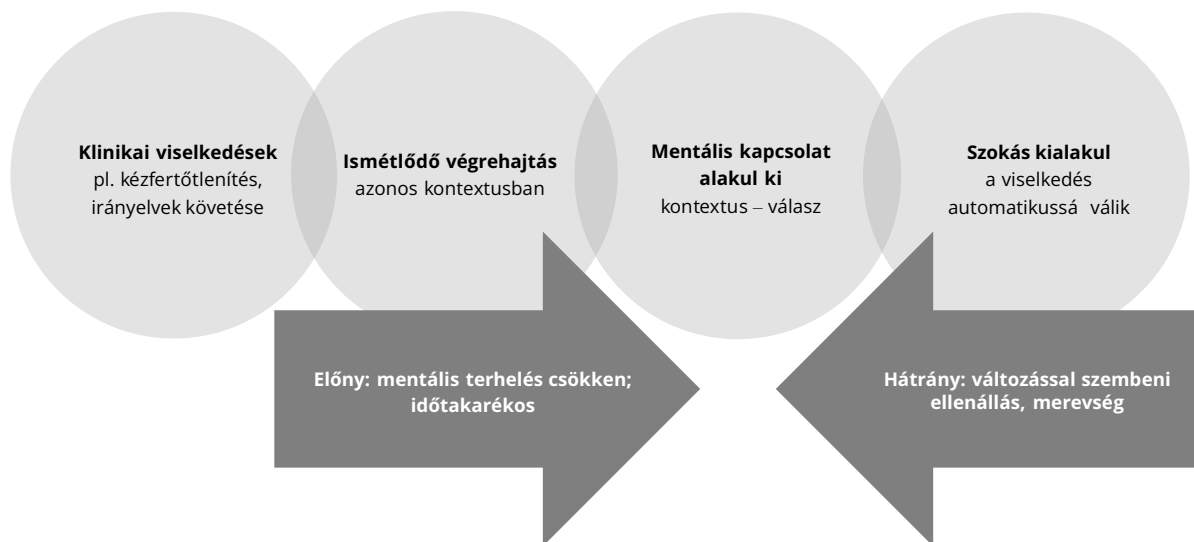 Klinikai viselkedések
pl. kézfertőtlenítés,
irányelvek követése
Ismétlődő végrehajtás
azonos kontextusban
Mentális kapcsolat
alakul ki
kontextus – válasz
Szokás kialakul
a viselkedés
automatikussá válik
Előny: mentális terhelés csökken;
időtakarékos
Hátrány: változással szembeni
ellenállás, merevség